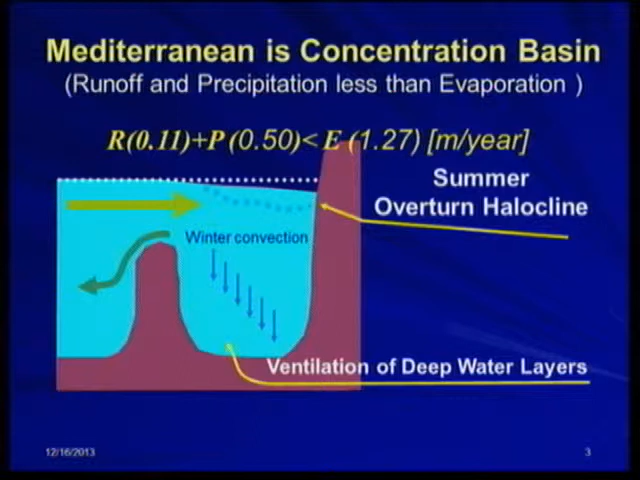 Mediterranean is Concentration Basin
(Runoff and Precipitation less than Evaporation )
R(0.11)+P(0.50)< E (1.27) [m/year]
Summer
Overturn Halocline
Winter convection
Ventilation of Deep Water Layers
12/16/2013
3